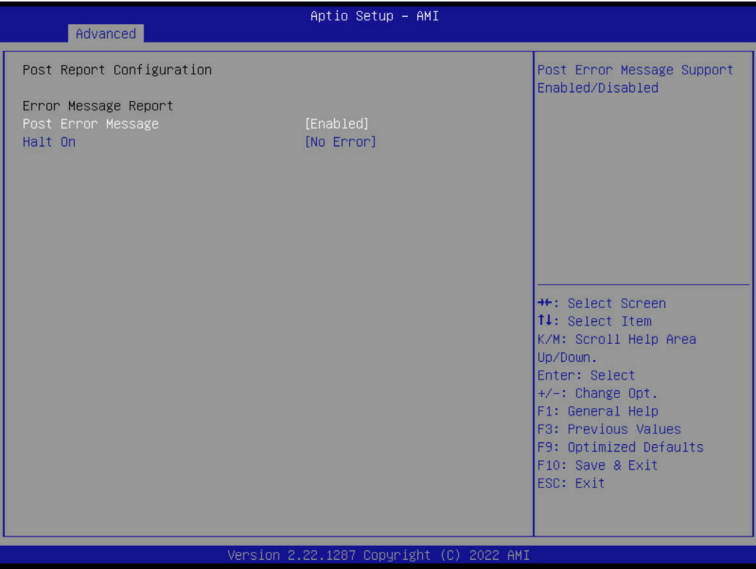 Aptio Setup – AMI
Advanced
Post Report Configuration
Error Message Report
Post Error Message [Enabled]
Halt On [No Error]
Post Error Message Support
Enabled/Disabled
→←: Select Screen
↑↓: Select Item
K/M: Scroll Help Area
Up/Down.
Enter: Select
+/-: Change Opt.
F1: General Help
F3: Previous Values
F9: Optimized Defaults
F10: Save & Exit
ESC: Exit
Version 2.22.1287 Copyright (C) 2022 AMI